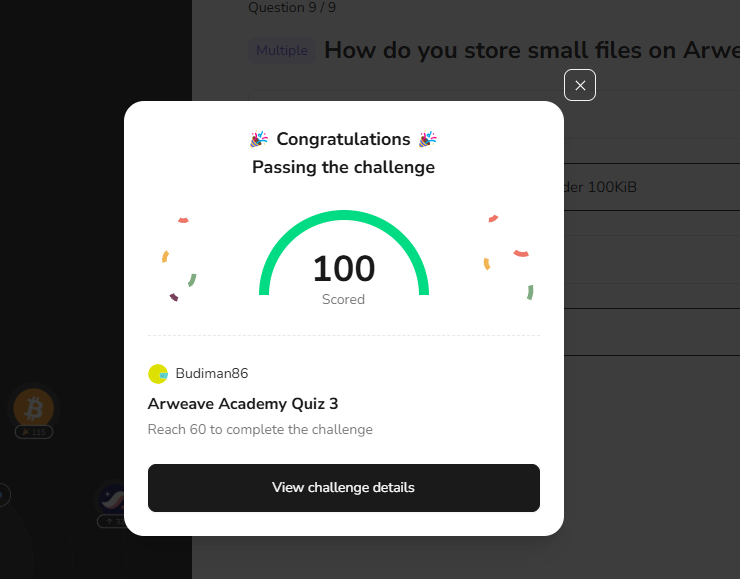 Question 9 / 9
Multiple How do you store small files on Arwe
Congratulations
Passing the challenge
der 100KiB
100
Scored
Budiman86
Arweave Academy Quiz 3
Reach 60 to complete the challenge
115
View challenge details